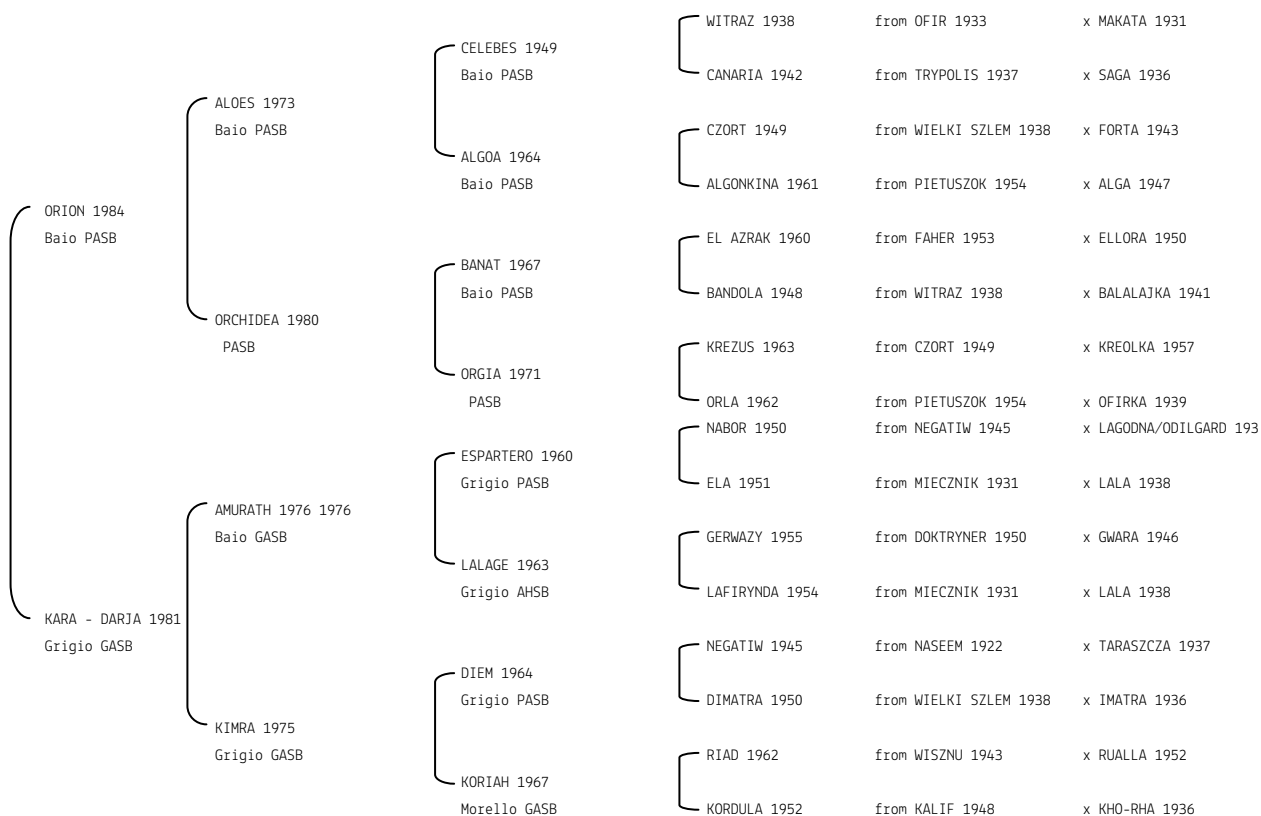 WITRAZ 1938 from OFIR 1933 x MAKATA 1931
CELEBES 1949
Baio PASB
CANARIA 1942 from TRYPOLIS 1937 x SAGA 1936
ALOES 1973
Baio PASB
CZORT 1949 from WIELKI SZLEM 1938 x FORTA 1943
ALGOA 1964
Baio PASB
ALGONKINA 1961 from PIETUSZOK 1954 x ALGA 1947
ORION 1984
Baio PASB
EL AZRAK 1960 from FAHER 1953 x ELLORA 1950
BANAT 1967
Baio PASB
BANDOLA 1948 from WITRAZ 1938 x BALALAJKA 1941
ORCHIDEA 1980
PASB
KREZUS 1963 from CZORT 1949 x KREOLKA 1957
ORGIA 1971
PASB
ORLA 1962 from PIETUSZOK 1954 x OFIRKA 1939
NABOR 1950 from NEGATIW 1945 x LAGODNA/ODILGARD 193
ESPARTERO 1960
Grigio PASB
ELA 1951 from MIECZNIK 1931 x LALA 1938
AMURATH 1976 1976
Baio GASB
GERWAZY 1955 from DOKTRYNER 1950 x GWARA 1946
LALAGE 1963
Grigio AHSB
LAFIRYNDA 1954 from MIECZNIK 1931 x LALA 1938
KARA - DARJA 1981
Grigio GASB
NEGATIW 1945 from NASEEM 1922 x TARASZCZA 1937
DIEM 1964
Grigio PASB
DIMATRA 1950 from WIELKI SZLEM 1938 x IMATRA 1936
KIMRA 1975
Grigio GASB
RIAD 1962 from WISZNU 1943 x RUALLA 1952
KORIAH 1967
Morello GASB
KORDULA 1952 from KALIF 1948 x KHO-RHA 1936